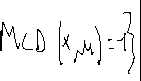 MCD (x, μ) = 1}